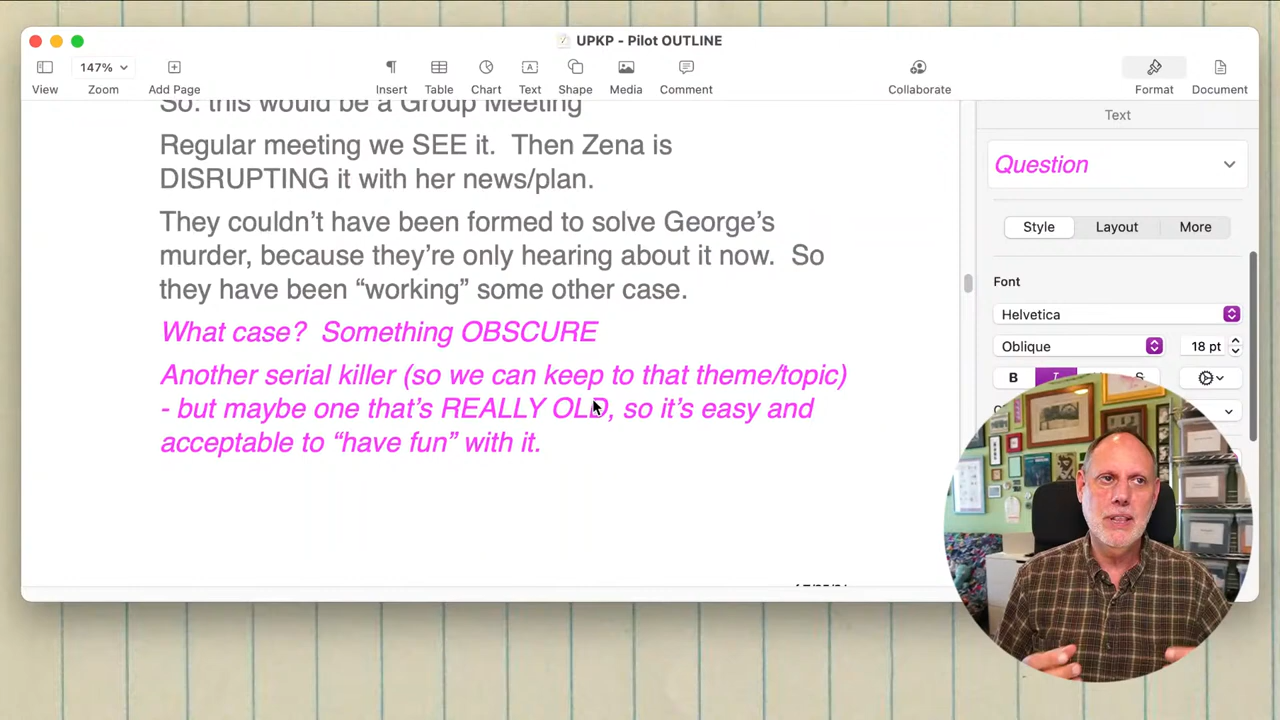 UPKP - Pilot OUTLINE
147%
View
Zoom
Add Page
Insert
Table
Chart
Shape
Text
Media
Comment
Collaborate
Format
Document
So: this would be a Group Meeting
Regular meeting we SEE it. Then Zena is
DISRUPTING it with her news/plan.
They couldn’t have been formed to solve George’s
murder, because they’re only hearing about it now. So
they have been “working” some other case.
What case? Something OBSCURE
Another serial killer (so we can keep to that theme/topic)
- but maybe one that’s REALLY OLD, so it’s easy and
acceptable to “have fun” with it.
Text
Question
Style
Layout
More
Font
Helvetica
Oblique
18 pt
B
I
S